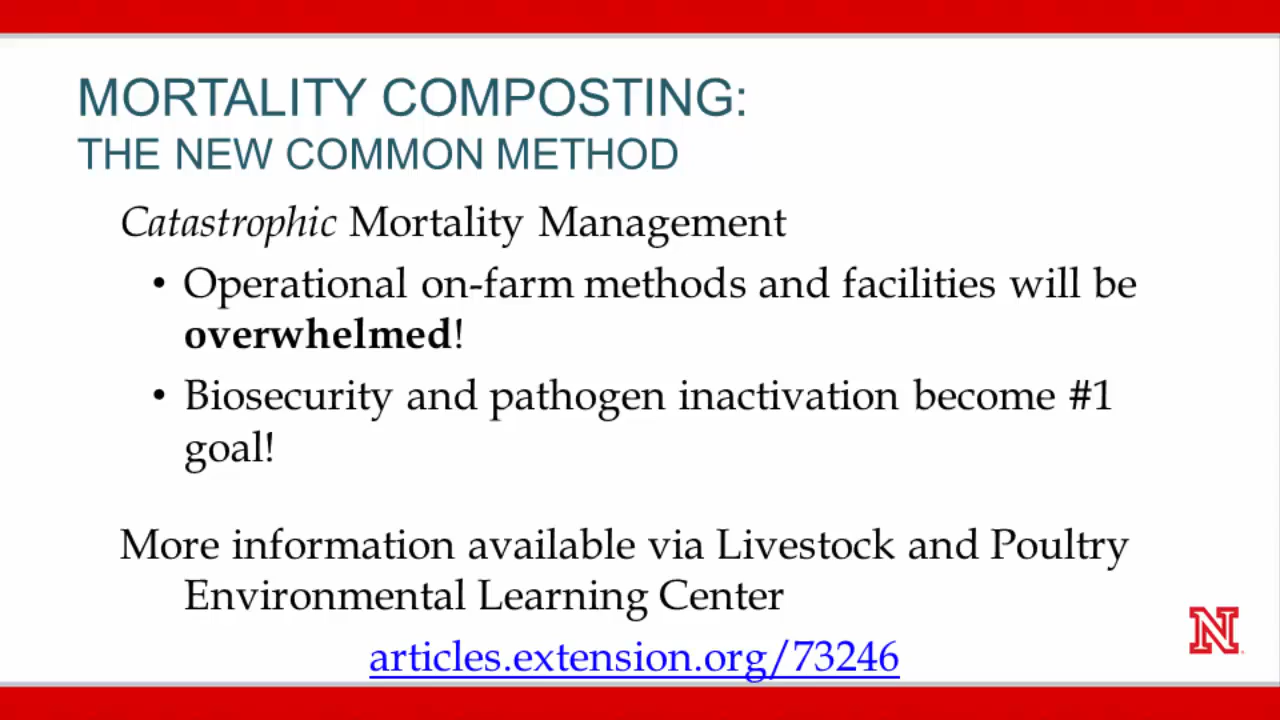 MORTALITY COMPOSTING:
THE NEW COMMON METHOD
Catastrophic Mortality Management
• Operational on-farm methods and facilities will be
overwhelmed!
• Biosecurity and pathogen inactivation become #1
goal!
More information available via Livestock and Poultry
Environmental Learning Center
articles.extension.org/73246
N